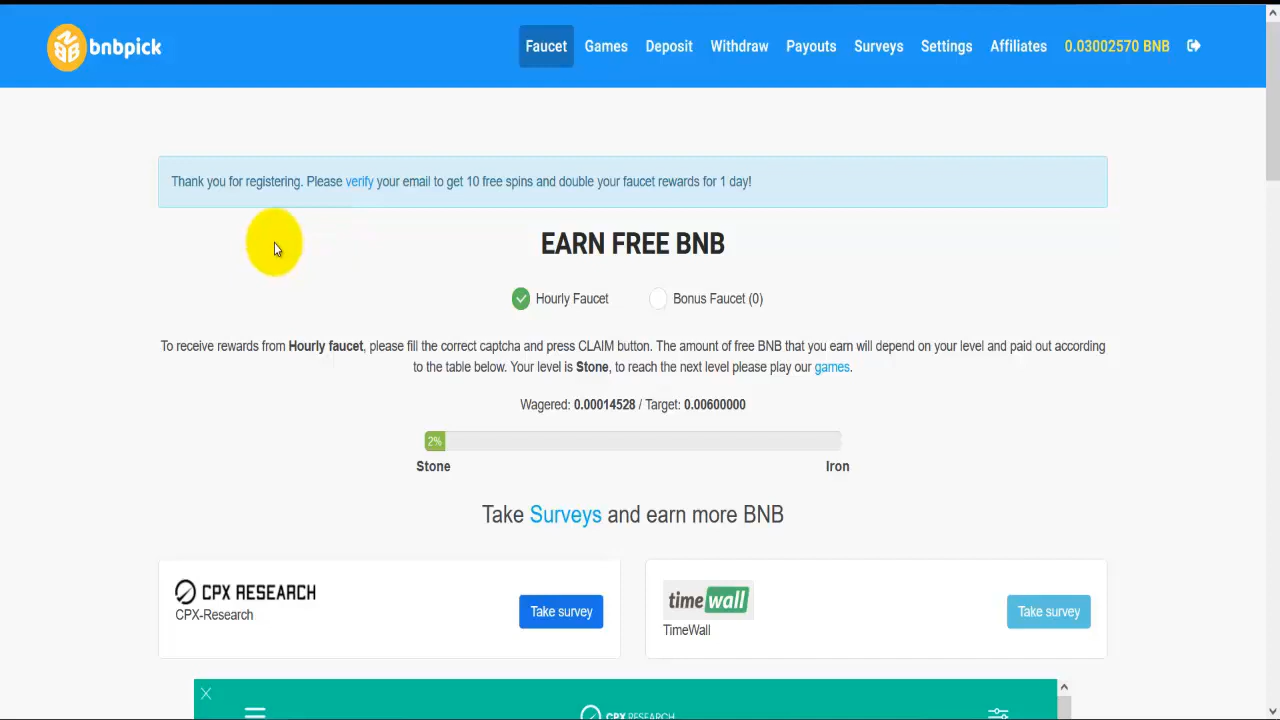 bnbpick
Faucet Games Deposit Withdraw Payouts Surveys Settings Affiliates 0.03002570 BNB
Thank you for registering. Please verify your email to get 10 free spins and double your faucet rewards for 1 day!
EARN FREE BNB
Hourly Faucet Bonus Faucet (0)
To receive rewards from Hourly faucet, please fill the correct captcha and press CLAIM button. The amount of free BNB that you earn will depend on your level and paid out according
to the table below. Your level is Stone, to reach the next level please play our games.
Wagered: 0.00014528 / Target: 0.00600000
2%
Stone Iron
Take Surveys and earn more BNB
CPX RESEARCH
CPX-Research
Take survey
timewall
TimeWall
Take survey
CPX RESEARCH